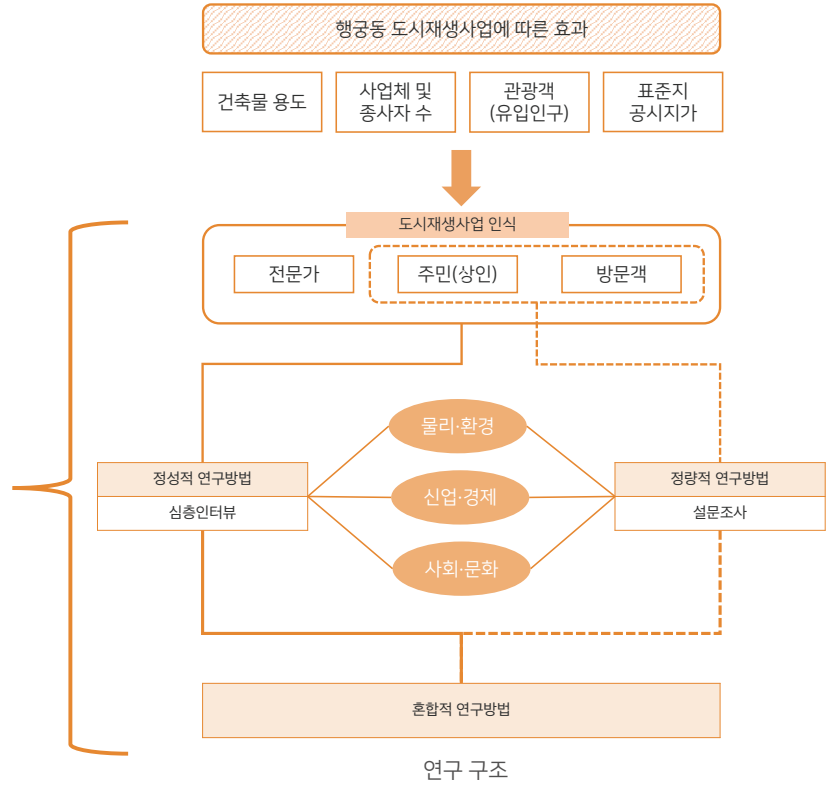 행궁동 도시재생사업에 따른 효과
건축물 용도
사업체 및
종사자 수
관광객
(유입인구)
표준지
공시지가
도시재생사업 인식
전문가
주민(상인)
방문객
물리·환경
정성적 연구방법
심층인터뷰
신업·경제
정량적 연구방법
설문조사
사회·문화
혼합적 연구방법
연구 구조